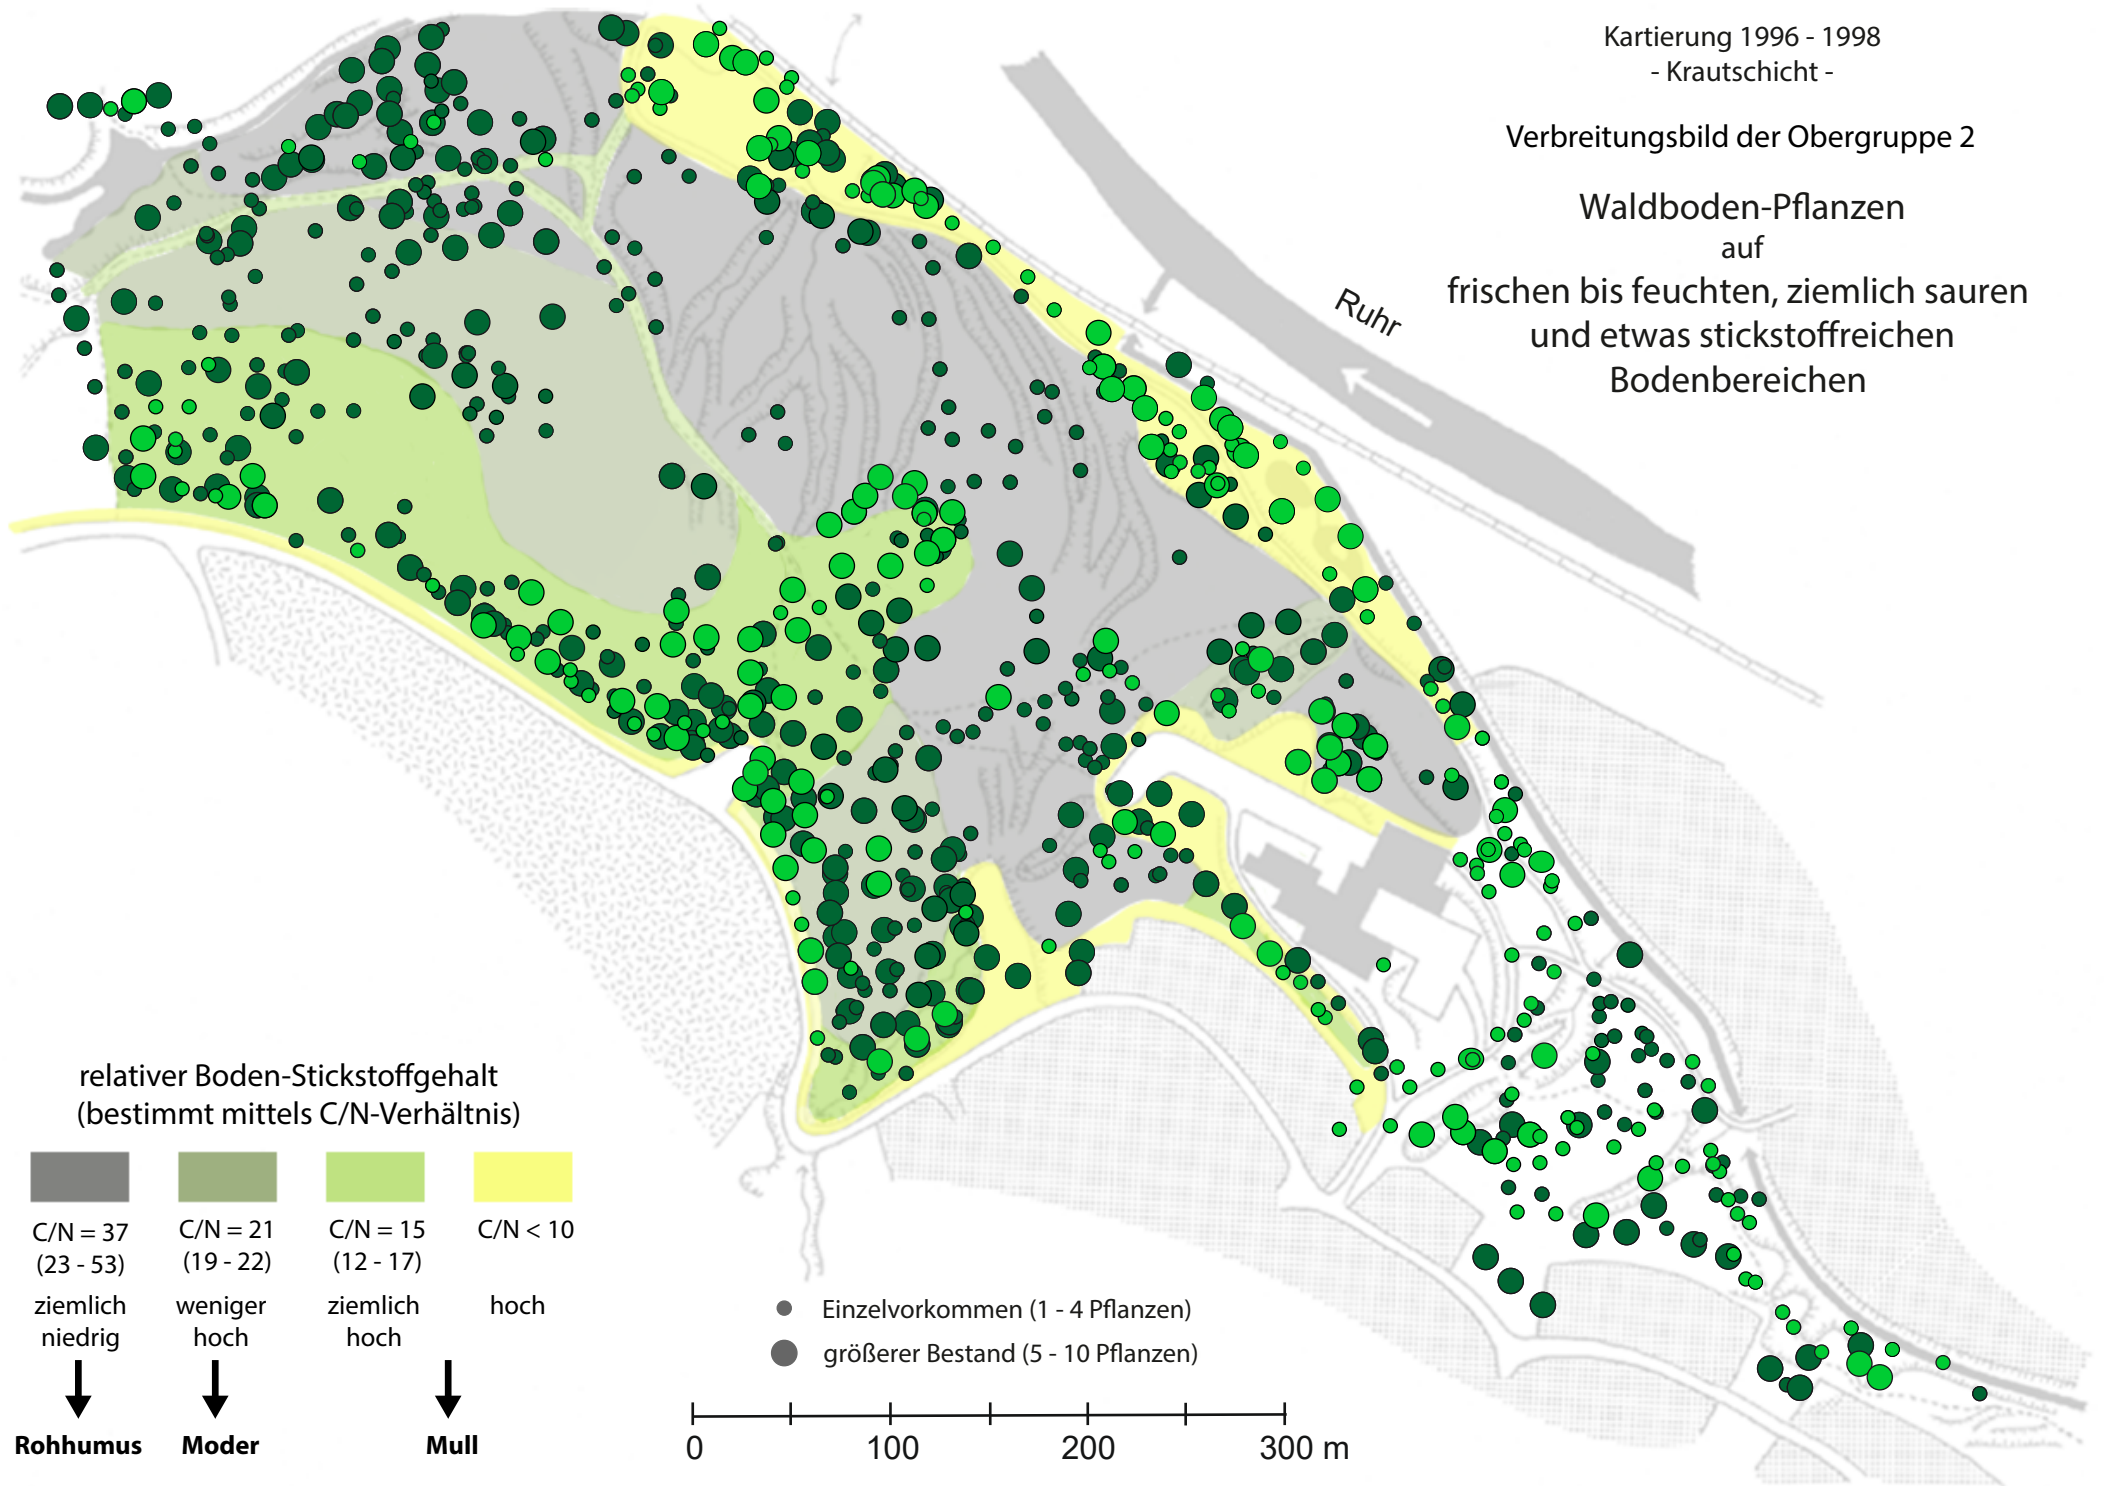 Kartierung 1996 - 1998
- Krautschicht -
Verbreitungsbild der Obergruppe 2
Waldboden-Pflanzen
auf
frischen bis feuchten, ziemlich sauren
und etwas stickstoffreichen
Bodenbereichen
Ruhr
relativer Boden-Stickstoffgehalt
(bestimmt mittels C/N-Verhältnis)
C/N = 37
(23 - 53)
ziemlich
niedrig
Rohhumus
C/N = 21
(19 - 22)
weniger
hoch
Moder
C/N = 15
(12 - 17)
ziemlich
hoch
C/N < 10
hoch
Mull
Einzelvorkommen (1 - 4 Pflanzen)
größerer Bestand (5 - 10 Pflanzen)
0 100 200 300 m